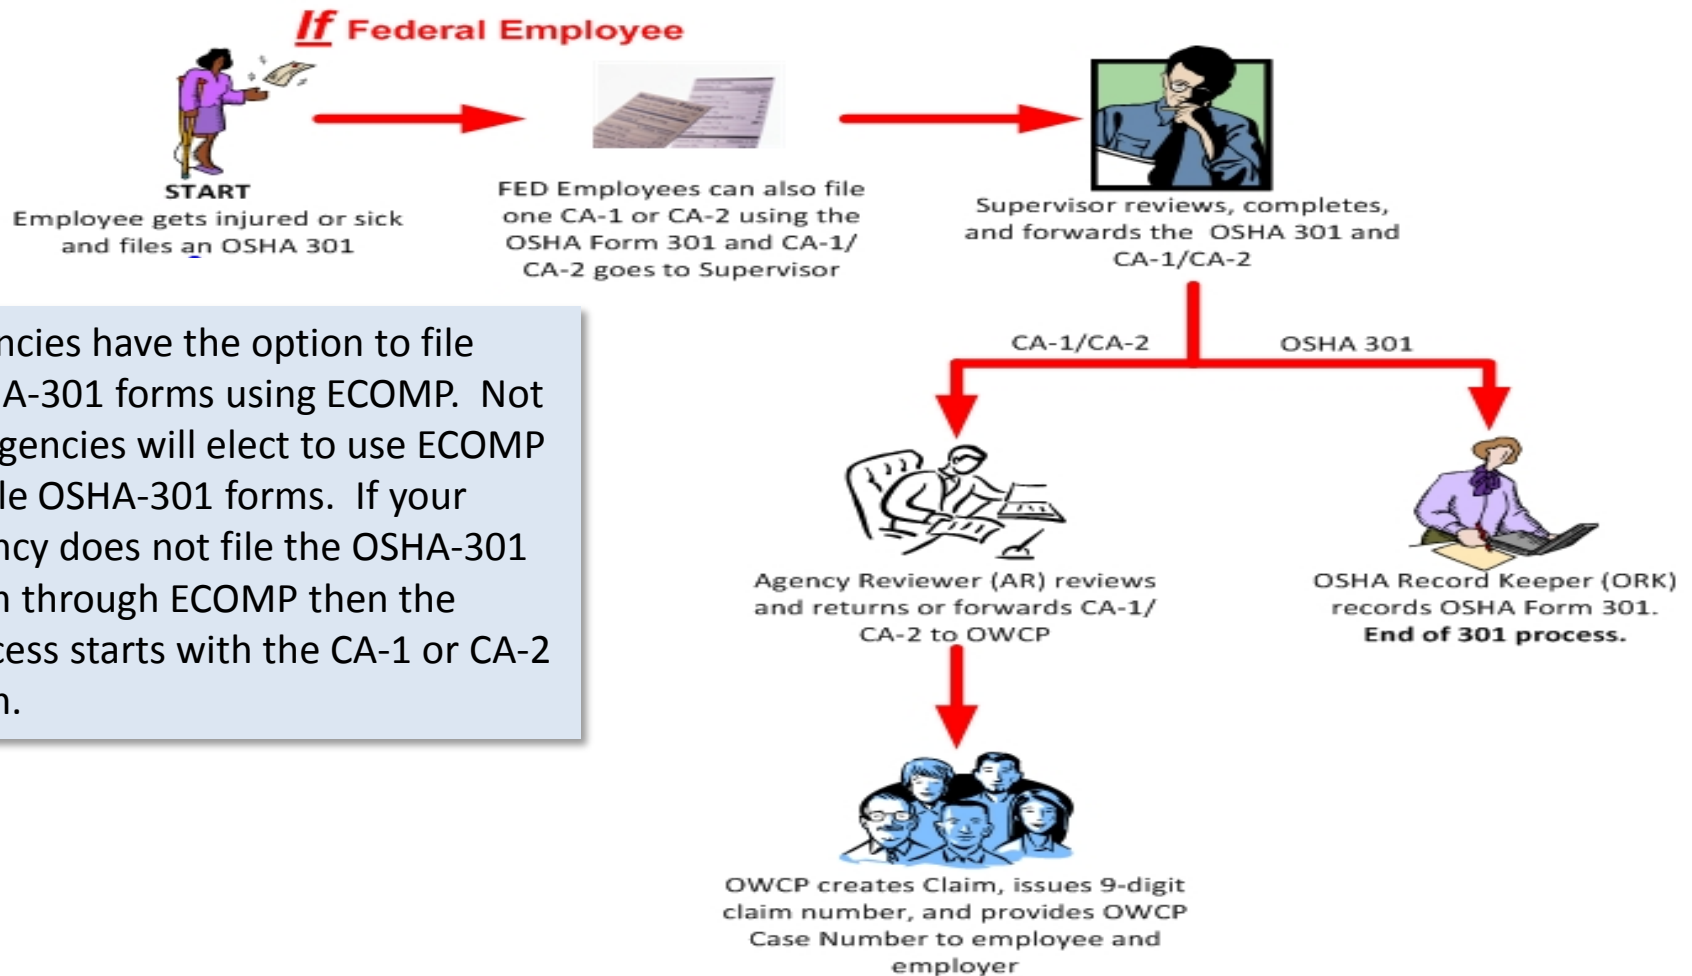 If Federal Employee
START
Employee gets injured or sick
and files an OSHA 301
FED Employees can also file
one CA-1 or CA-2 using the
OSHA Form 301 and CA-1/
CA-2 goes to Supervisor
Supervisor reviews, completes,
and forwards the OSHA 301 and
CA-1/CA-2
ncies have the option to file
A-301 forms using ECOMP. Not
gencies will elect to use ECOMP
le OSHA-301 forms. If your
ncy does not file the OSHA-301
through ECOMP then the
cess starts with the CA-1 or CA-2
CA-1/CA-2
OSHA 301
Agency Reviewer (AR) reviews
and returns or forwards CA-1/
CA-2 to OWCP
OSHA Record Keeper (ORK)
records OSHA Form 301.
End of 301 process.
OWCP creates Claim, issues 9-digit
claim number, and provides OWCP
Case Number to employee and
employer